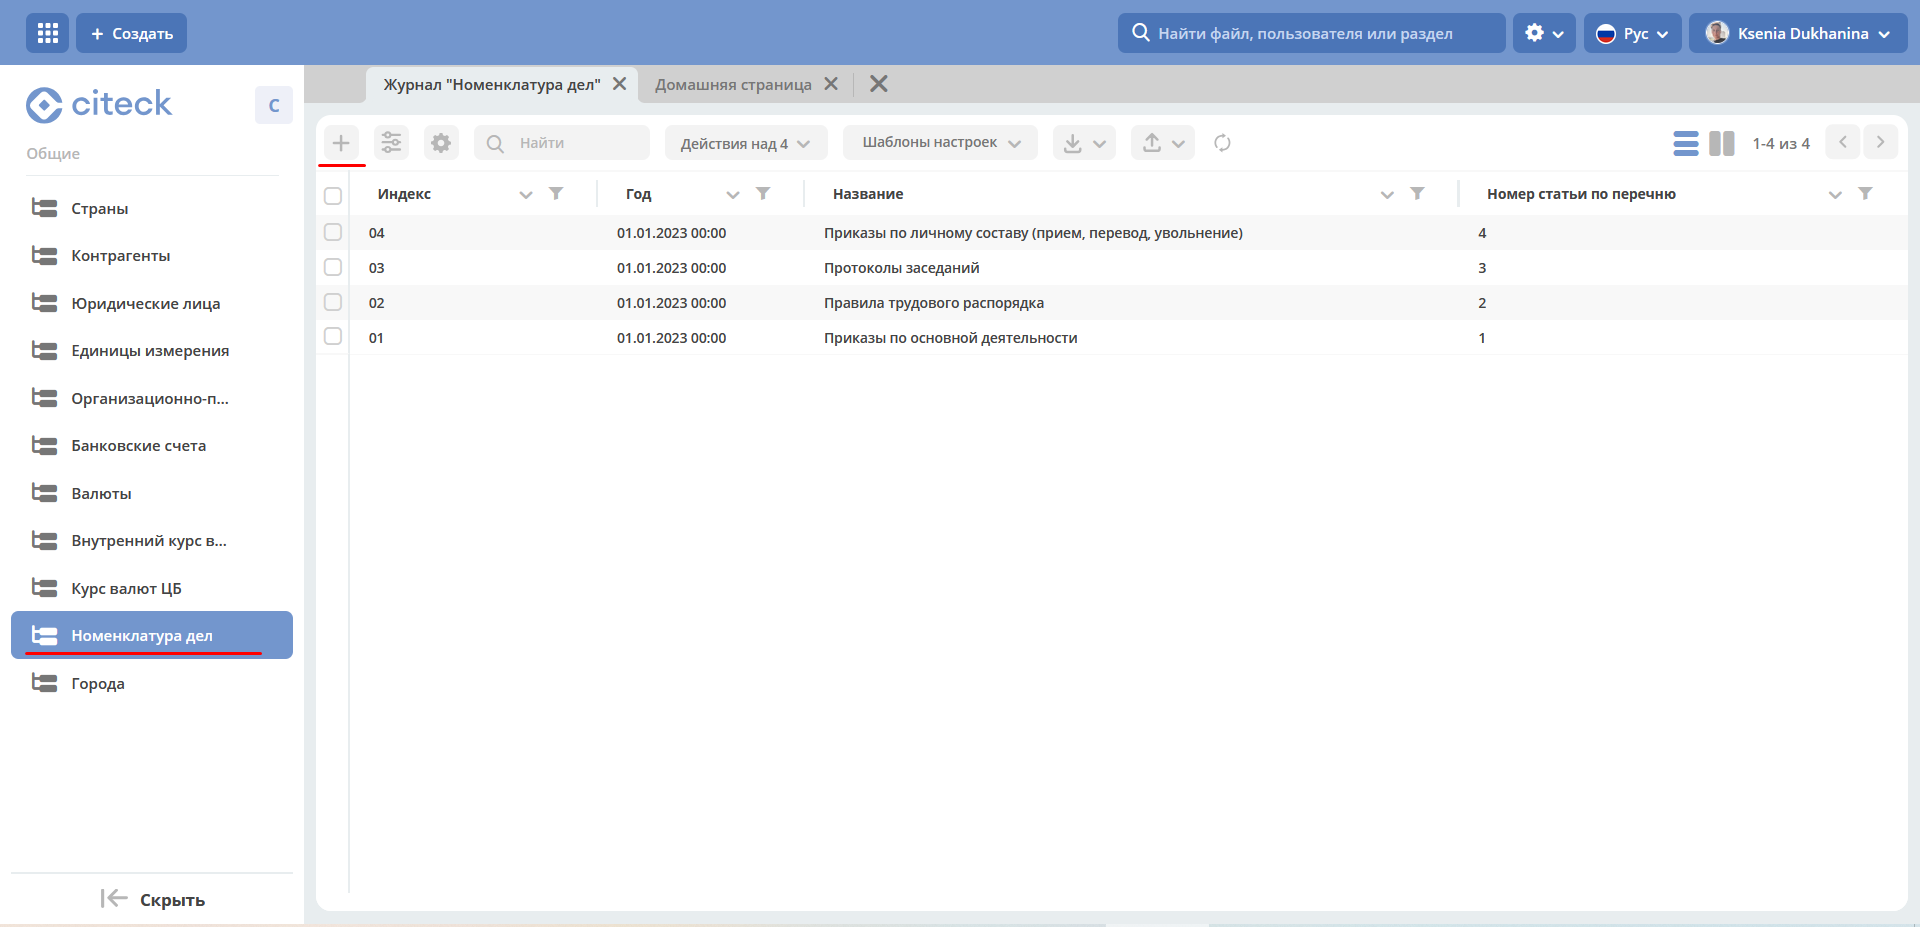 + Создать
Найти файл, пользователя или раздел
Рус
Ksenia Dukhanina
citeck
C
Журнал "Номенклатура дел"
Домашняя страница
Общие
Страны
Контрагенты
Юридические лица
Единицы измерения
Организационно-п...
Банковские счета
Валюты
Внутренний курс в...
Курс валют ЦБ
Номенклатура дел
Города
Скрыть
Найти
Действия над 4
Шаблоны настроек
1-4 из 4
Индекс Год Название Номер статьи по перечню
04 01.01.2023 00:00 Приказы по личному составу (прием, перевод, увольнение) 4
03 01.01.2023 00:00 Протоколы заседаний 3
02 01.01.2023 00:00 Правила трудового распорядка 2
01 01.01.2023 00:00 Приказы по основной деятельности 1